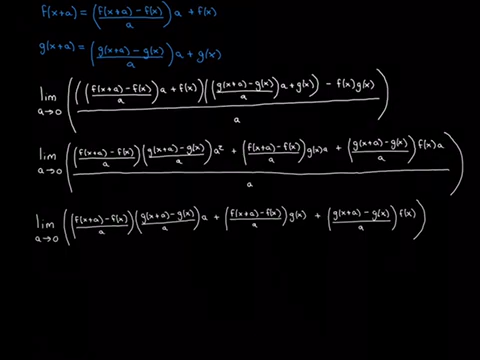 f(x+a) = ((f(x+a) - f(x))/a) a + f(x)
g(x+a) = ((g(x+a) - g(x))/a) a + g(x)
lim a→0 (((((f(x+a) - f(x))/a) a + f(x)) (((g(x+a) - g(x))/a) a + g(x)) - f(x)g(x))/a)
lim a→0 ((((f(x+a) - f(x))/a) ((g(x+a) - g(x))/a) a² + ((f(x+a) - f(x))/a) g(x)a + ((g(x+a) - g(x))/a) f(x)a)/a)
lim a→0 (((f(x+a) - f(x))/a) ((g(x+a) - g(x))/a) a + ((f(x+a) - f(x))/a) g(x) + ((g(x+a) - g(x))/a) f(x))